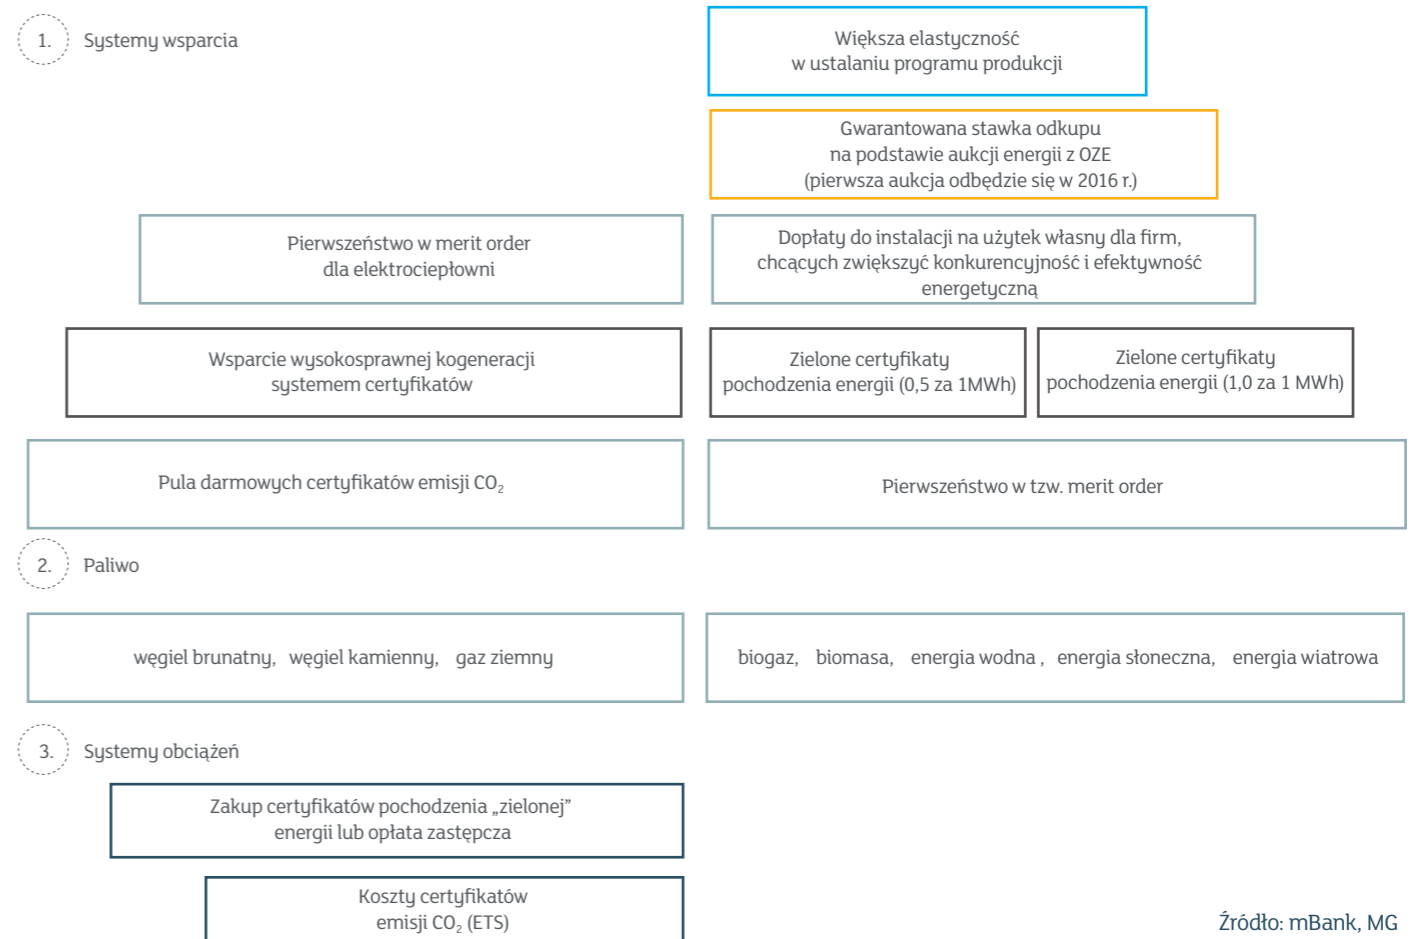 1. Systemy wsparcia
Większa elastyczność
w ustalaniu programu produkcji
Gwarantowana stawka odkupu
na podstawie aukcji energii z OZE
(pierwsza aukcja odbędzie się w 2016 r.)
Pierwszeństwo w merit order
dla elektrociepłowni
Dopłaty do instalacji na użytek własny dla firm,
chcących zwiększyć konkurencyjność i efektywność
energetyczną
Wsparcie wysokosprawnej kogeneracji
systemem certyfikatów
Zielone certyfikaty
pochodzenia energii (0,5 za 1MWh)
Zielone certyfikaty
pochodzenia energii (1,0 za 1 MWh)
Pula darmowych certyfikatów emisji CO₂
Pierwszeństwo w tzw. merit order
2. Paliwo
węgiel brunatny, węgiel kamienny, gaz ziemny
biogaz, biomasa, energia wodna , energia słoneczna, energia wiatrowa
3. Systemy obciążeń
Zakup certyfikatów pochodzenia „zielonej”
energii lub opłata zastępcza
Koszty certyfikatów
emisji CO₂ (ETS)
Źródło: mBank, MG